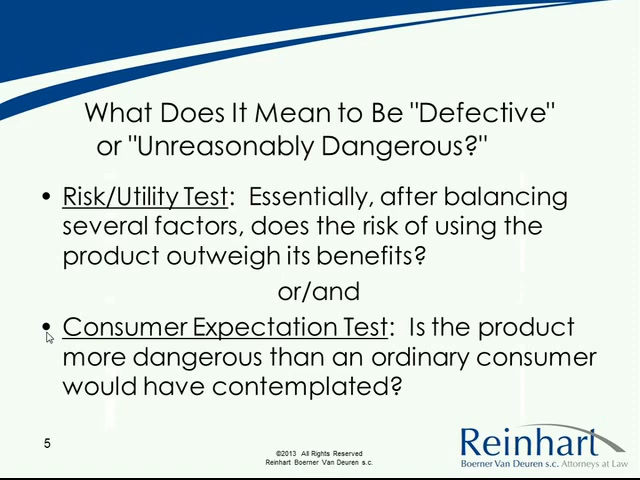 What Does It Mean to Be "Defective"
or "Unreasonably Dangerous?"
• Risk/Utility Test:  Essentially, after balancing
several factors, does the risk of using the
product outweigh its benefits?
or/and
• Consumer Expectation Test:  Is the product
more dangerous than an ordinary consumer
would have contemplated?
5
©2013  All Rights Reserved
Reinhart Boerner Van Deuren s.c.
Reinhart
Boerner Van Deuren s.c. Attorneys at Law